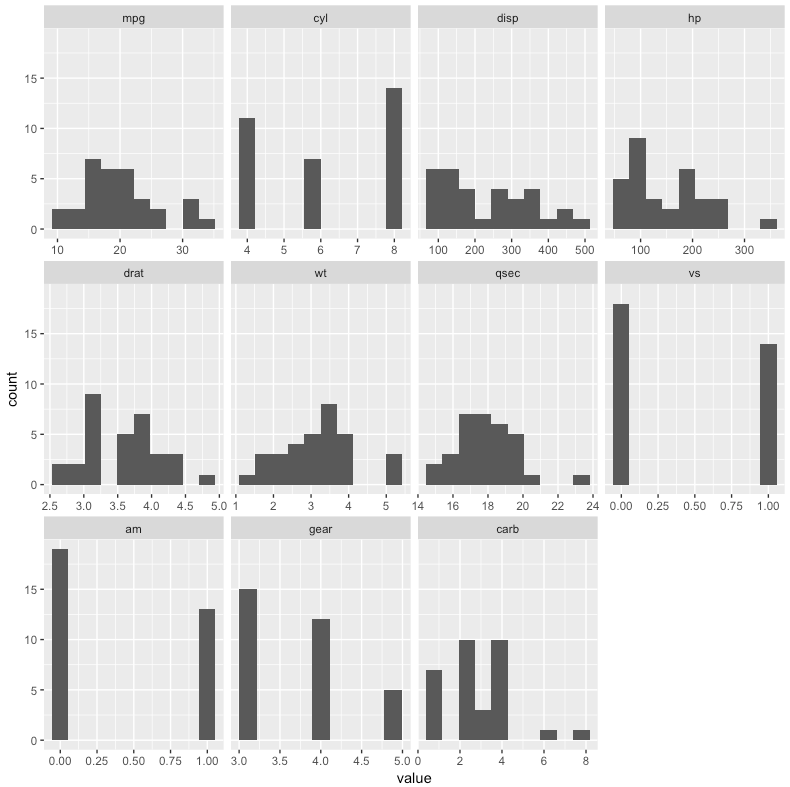 mpg cyl disp hp
15
10
5
0
10 20 30 4 5 6 7 8 100 200 300 400 500 100 200 300
drat wt qsec vs
15
10
5
0
2.5 3.0 3.5 4.0 4.5 5.0 1 2 3 4 5 14 16 18 20 22 24 0.00 0.25 0.50 0.75 1.00
count
am gear carb
15
10
5
0
0.00 0.25 0.50 0.75 1.00 3.0 3.5 4.0 4.5 5.0 0 2 4 6 8
value